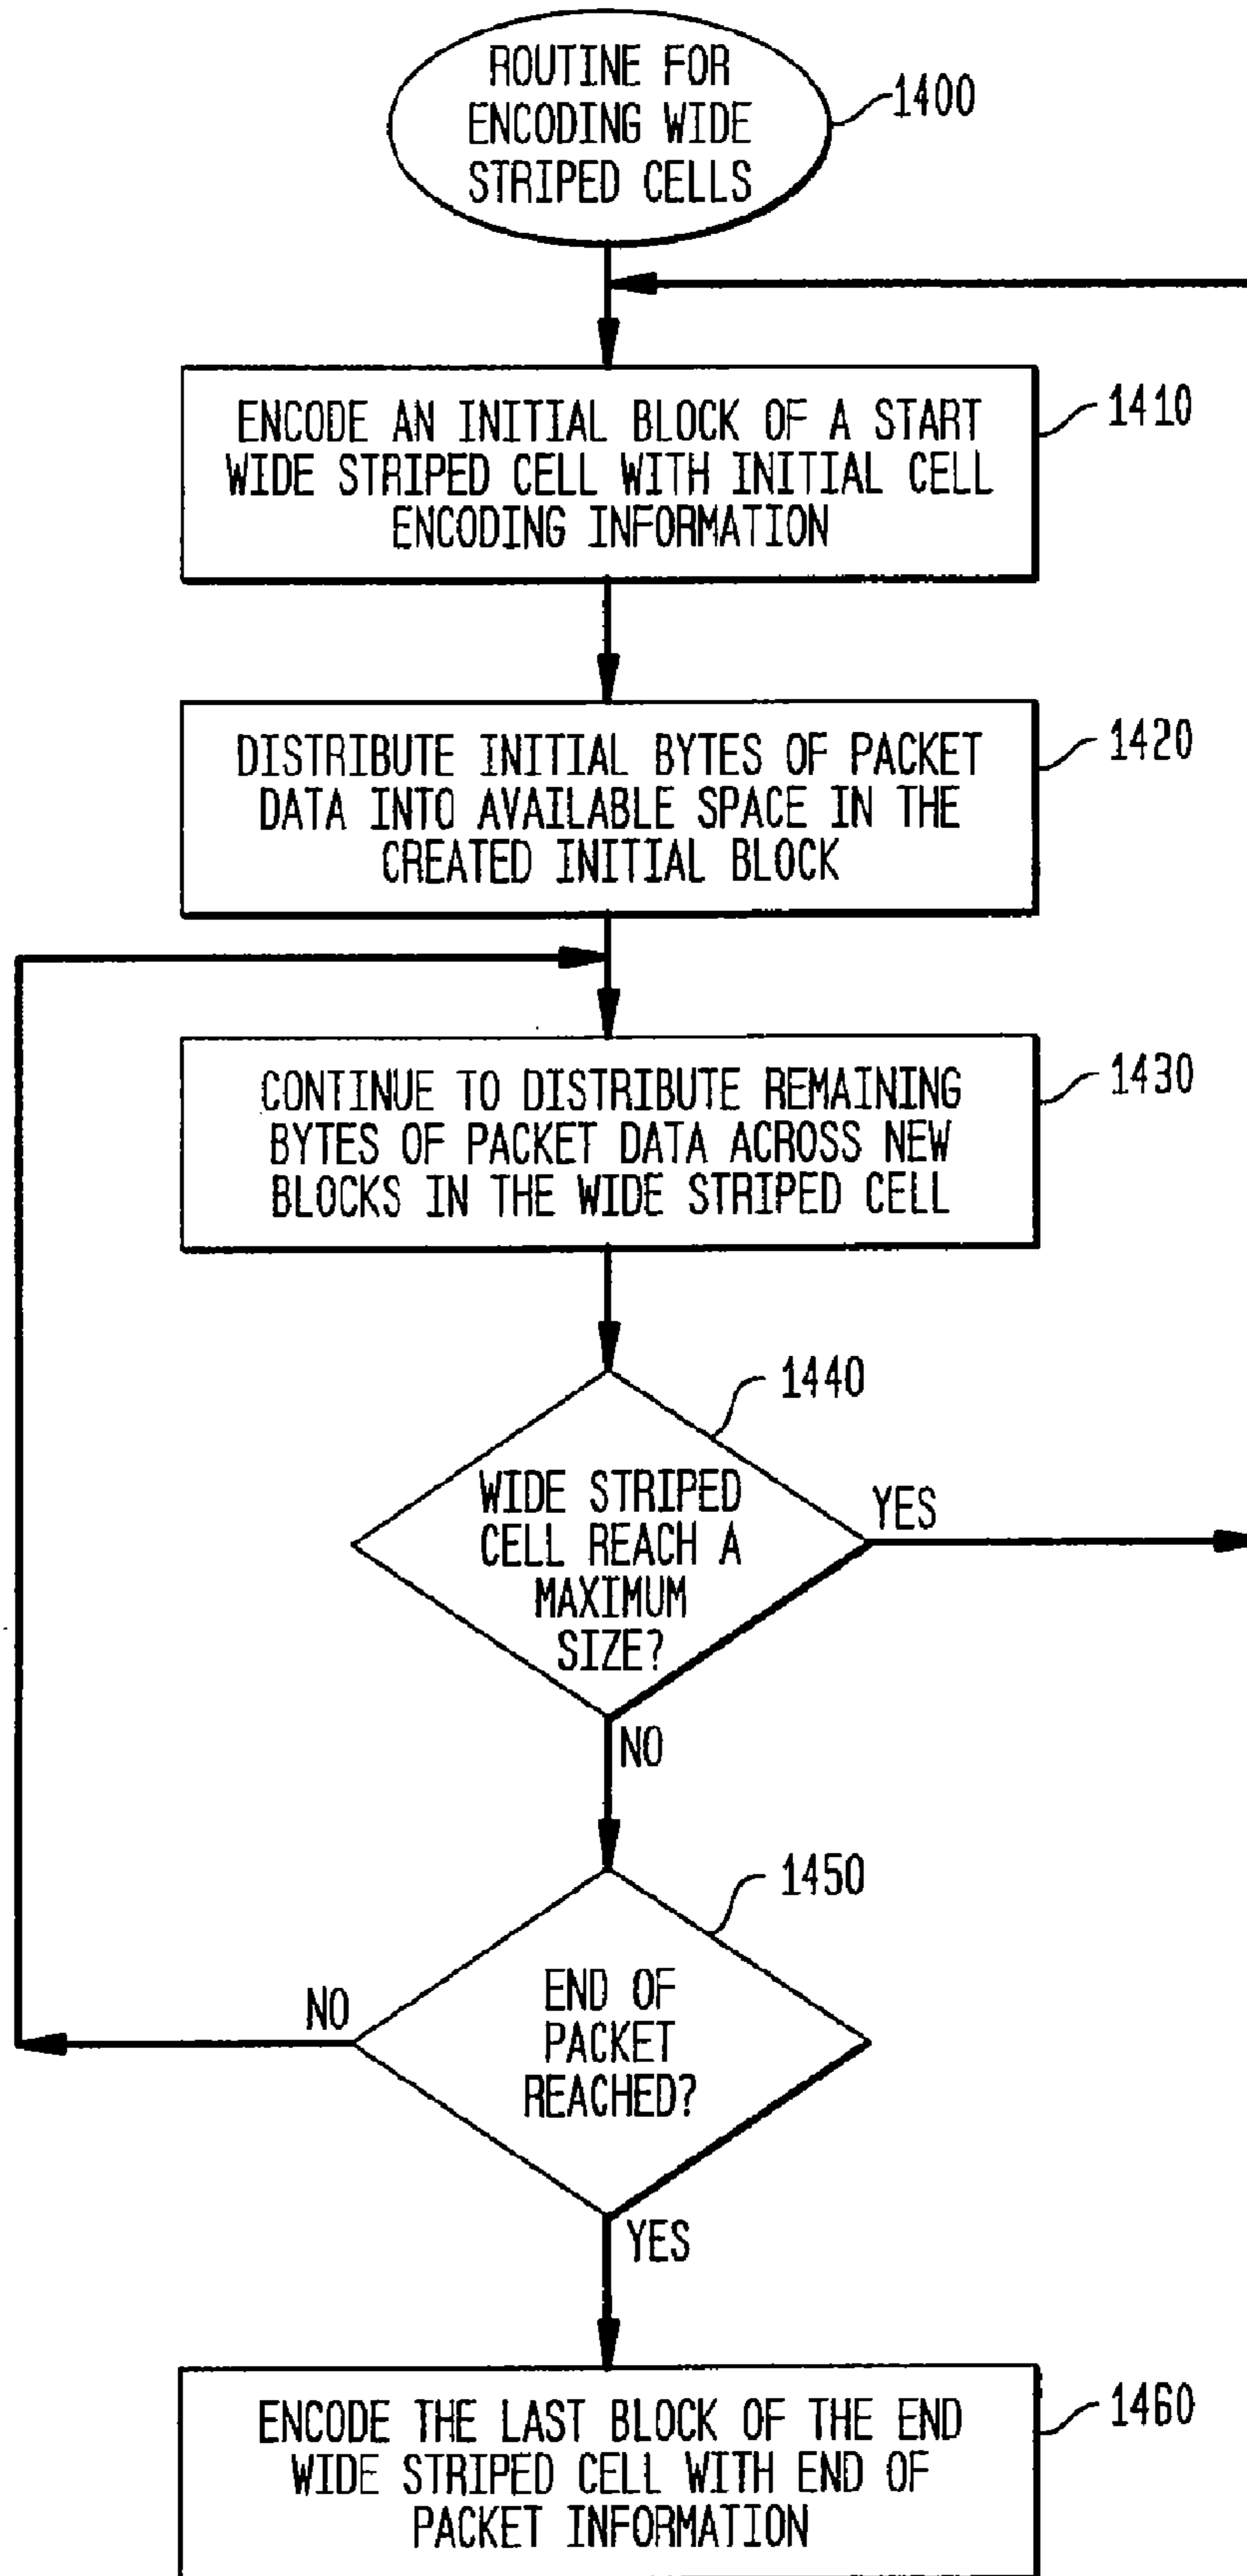 ROUTINE FOR
ENCODING WIDE
STRIPED CELLS
1400
ENCODE AN INITIAL BLOCK OF A START
WIDE STRIPED CELL WITH INITIAL CELL
ENCODING INFORMATION
1410
DISTRIBUTE INITIAL BYTES OF PACKET
DATA INTO AVAILABLE SPACE IN THE
CREATED INITIAL BLOCK
1420
CONTINUE TO DISTRIBUTE REMAINING
BYTES OF PACKET DATA ACROSS NEW
BLOCKS IN THE WIDE STRIPED CELL
1430
1440
WIDE STRIPED
CELL REACH A
MAXIMUM
SIZE?
YES
NO
1450
END OF
PACKET
REACHED?
NO
YES
ENCODE THE LAST BLOCK OF THE END
WIDE STRIPED CELL WITH END OF
PACKET INFORMATION
1460